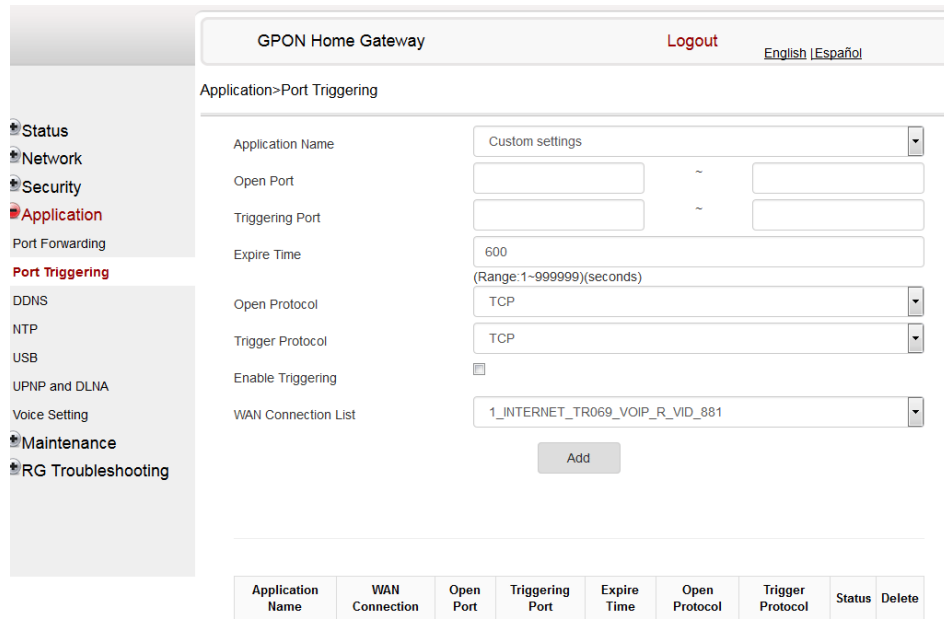 GPON Home Gateway
Logout
English | Español
Application>Port Triggering
Status
Network
Security
Application
Port Forwarding
Port Triggering
DDNS
NTP
USB
UPNP and DLNA
Voice Setting
Maintenance
RG Troubleshooting
Application Name Custom settings
Open Port ~
Triggering Port ~
Expire Time 600
(Range:1~999999)(seconds)
Open Protocol TCP
Trigger Protocol TCP
Enable Triggering
WAN Connection List 1_INTERNET_TR069_VOIP_R_VID_881
Add
Application Name WAN Connection Open Port Triggering Port Expire Time Open Protocol Trigger Protocol Status Delete